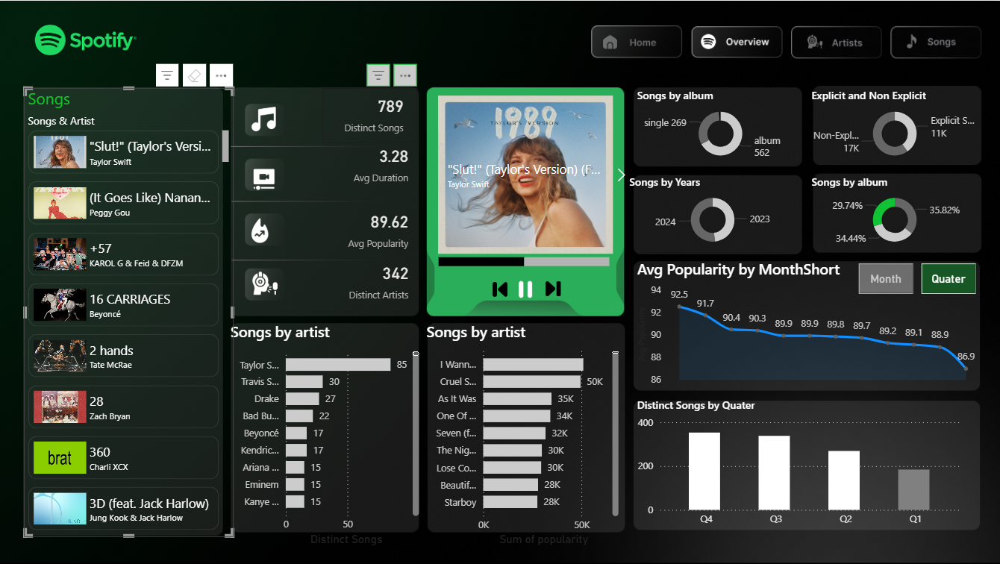 Spotify
Home
Overview
Artists
Songs
Songs
Songs & Artist
"Slut!" (Taylor's Versi...
Taylor Swift
(It Goes Like) Nanan...
Peggy Gou
+57
KAROL G & Feid & DFZM
16 CARRIAGES
Beyoncé
2 hands
Tate McRae
28
Zach Bryan
brat
360
Charli XCX
3D (feat. Jack Harlow)
Jung Kook & Jack Harlow
789
Distinct Songs
3.28
Avg Duration
89.62
Avg Popularity
342
Distinct Artists
1989
TAYLOR'S VERSION
"Slut!" (Taylor's Version) (F...
Taylor Swift
Songs by album
single 269
album
562
Explicit and Non Explicit
Explicit S...
11K
Non-Expl...
17K
Songs by Years
2024
2023
Songs by album
29.74%
35.82%
34.44%
Avg Popularity by MonthShort
Month
Quater
Avg Popularity
94
92
90
88
86
92.5
91.7
90.4
90.3
89.9
89.9
89.8
89.7
89.2
89.1
88.9
86.9
Songs by artist
Taylor S... 85
Travis S... 30
Drake 27
Bad Bu... 22
Beyoncé 17
Kendric... 17
Ariana ... 15
Eminem 15
Kanye ... 15
0 50
Distinct Songs
Songs by artist
I Wann...
Cruel S... 50K
As It Was 35K
One Of ... 34K
Seven (f... 32K
The Nig... 30K
Lose Co... 30K
Beautif... 28K
Starboy 28K
0K 50K
Sum of popularity
Distinct Songs by Quater
400
200
0
Q4 Q3 Q2 Q1